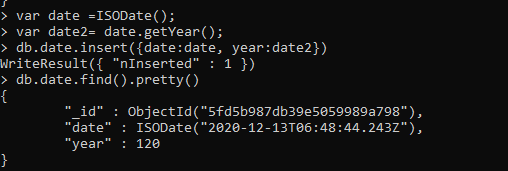 }
> var date =ISODate();
> var date2= date.getYear();
> db.date.insert({date:date, year:date2})
WriteResult({ "nInserted" : 1 })
> db.date.find().pretty()
{
        "_id" : ObjectId("5fd5b987db39e5059989a798"),
        "date" : ISODate("2020-12-13T06:48:44.243Z"),
        "year" : 120
}